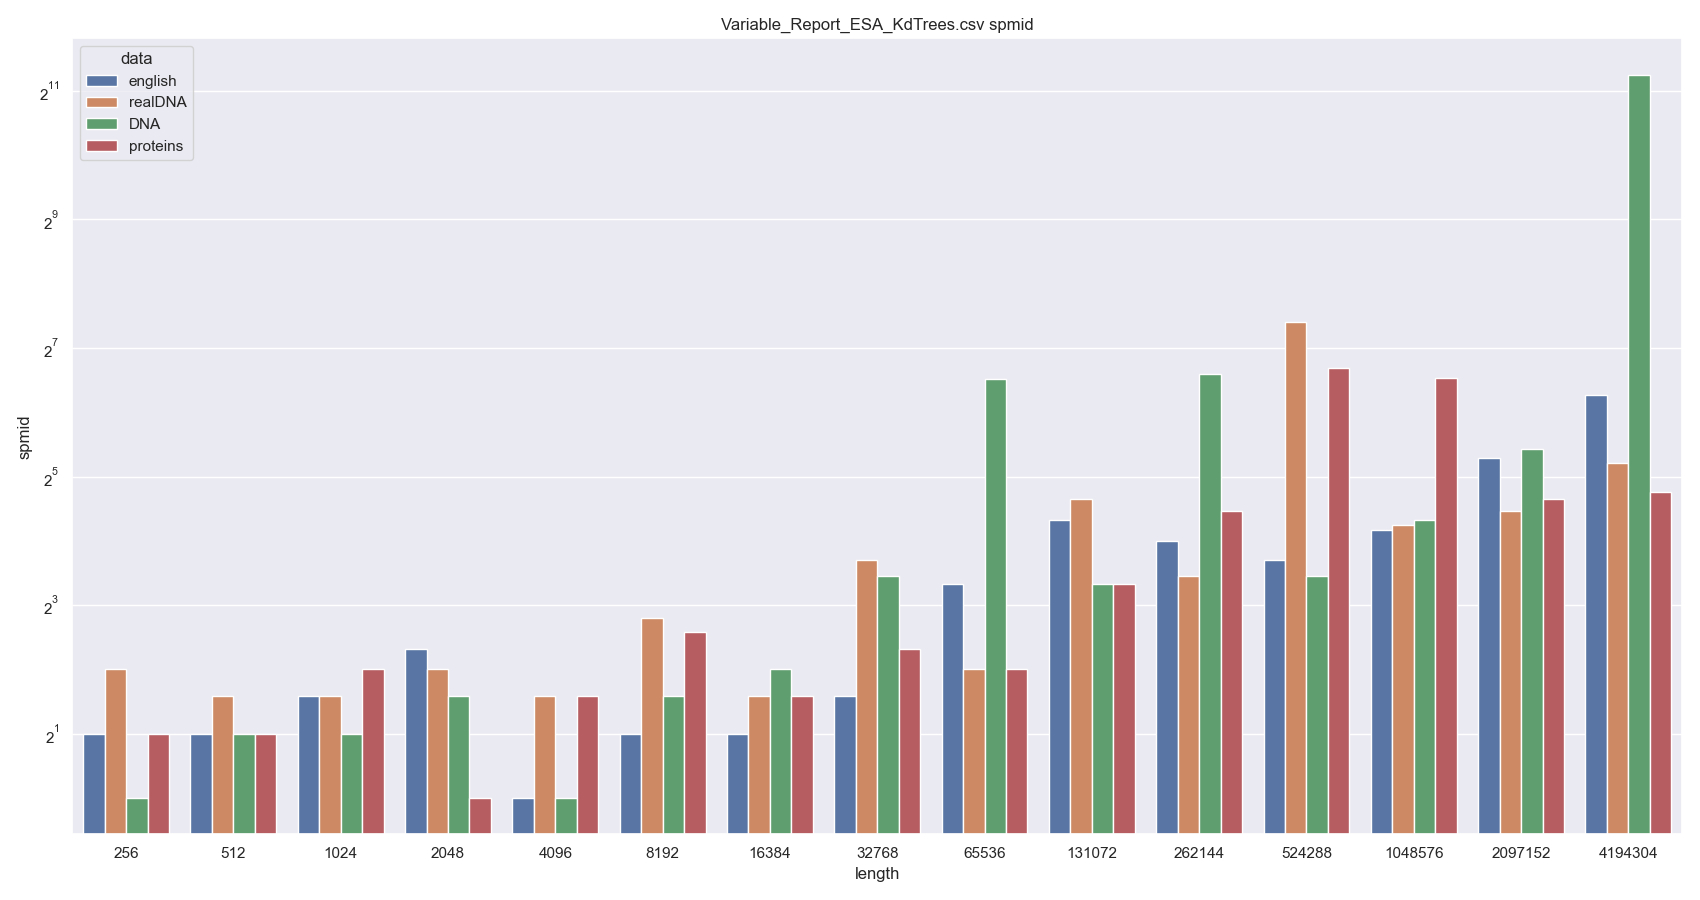 Variable_Report_ESA_KdTrees.csv spmid
data
english
realDNA
DNA
proteins
2^11
2^9
2^7
2^5
2^3
2^1
spmid
256 512 1024 2048 4096 8192 16384 32768 65536 131072 262144 524288 1048576 2097152 4194304
length